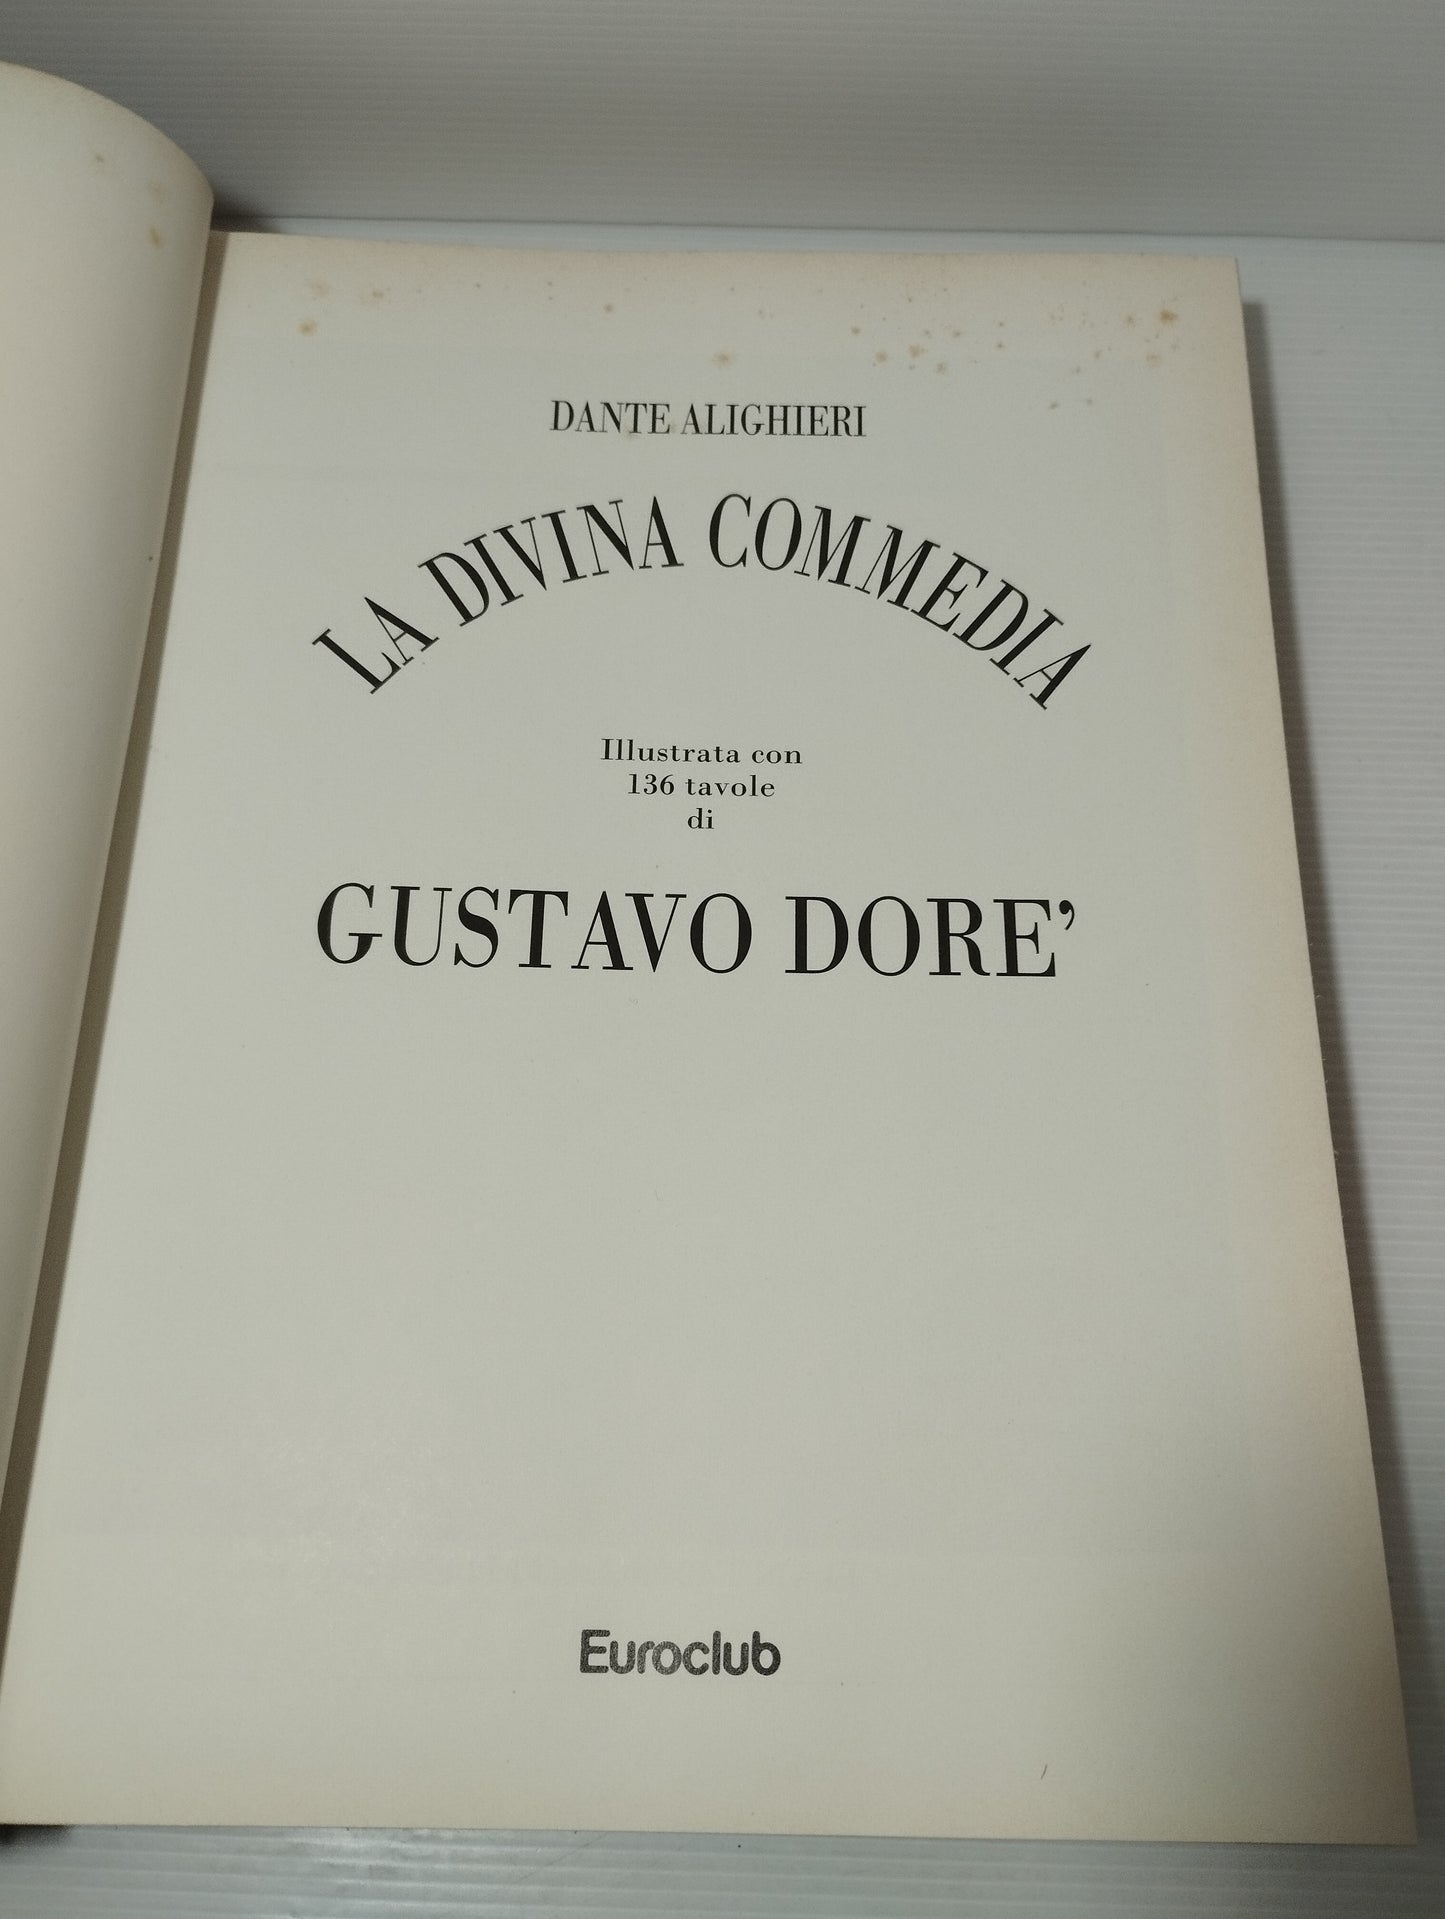 DANTE ALIGHIERI
LA DIVINA COMMEDIA
Illustrata con
136 tavole
di
GUSTAVO DORE’
Euroclub